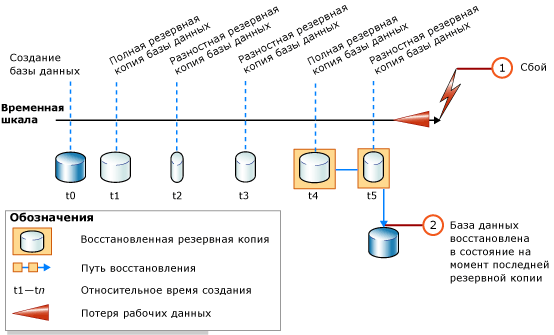 Создание
базы данных
Полная резервная
копия базы данных
Разностная резервная
копия базы данных
Разностная резервная
копия базы данных
Полная резервная
копия базы данных
Разностная резервная
копия базы данных
1
Сбой
Временная
шкала
t0
t1
t2
t3
t4
t5
2
База данных
восстановлена
в состояние на
момент последней
резервной копии
Обозначения
Восстановленная резервная копия
Путь восстановления
t1—tn
Относительное время создания
Потеря рабочих данных